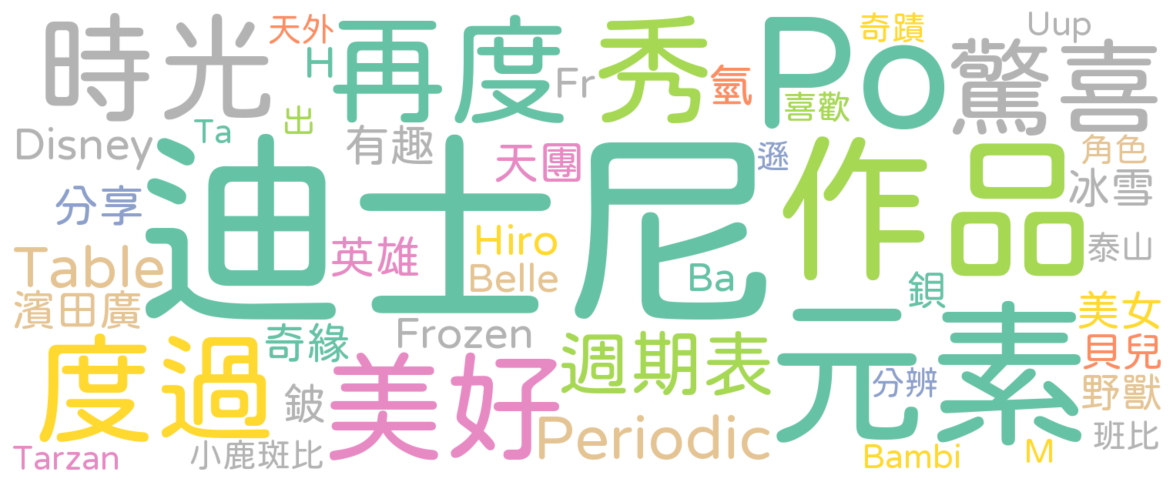 時光
天外
H
再度
Fr
秀
氫
Po
奇蹟
喜歡
Uup
驚喜
Disney
Ta
出
有趣
天團
遜
角色
冰雪
分享
迪士尼
作品
泰山
英雄
Hiro
Belle
Ba
鋇
Table
濱田廣
奇緣
Frozen
週期表
元素
美女
貝兒
度過
鈹
美好
分辨
野獸
班比
Periodic
Tarzan
小鹿斑比
Bambi
M